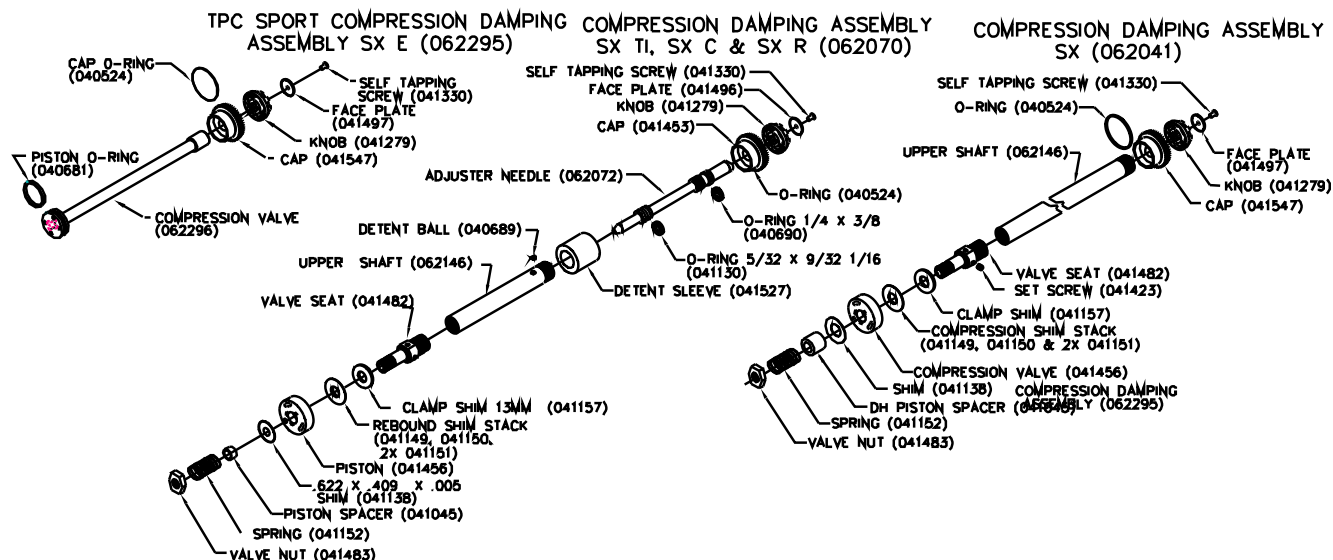 TPC SPORT COMPRESSION DAMPING
ASSEMBLY SX E (062295)
CAP O-RING
(040524)
SELF TAPPING
SCREW (041330)
FACE PLATE
(041497)
KNOB (041279)
CAP (041547)
PISTON O-RING
(040681)
COMPRESSION VALVE
(062296)
COMPRESSION DAMPING ASSEMBLY
SX TI, SX C & SX R (062070)
SELF TAPPING SCREW (041330)
FACE PLATE (041496)
KNOB (041279)
CAP (041453)
ADJUSTER NEEDLE (062072)
O-RING (040524)
O-RING 1/4 X 3/8
(040690)
O-RING 5/32 X 9/32 1/16
(041130)
DETENT BALL (040689)
UPPER SHAFT (062146)
DETENT SLEEVE (041527)
VALVE SEAT (041482)
CLAMP SHIM 13MM (041157)
REBOUND SHIM STACK
(041149, 041150,
2X 041151)
PISTON (041456)
.622 X .409 X .005
SHIM (041138)
PISTON SPACER (041045)
SPRING (041152)
VALVE NUT (041483)
COMPRESSION DAMPING ASSEMBLY
SX (062041)
SELF TAPPING SCREW (041330)
O-RING (040524)
UPPER SHAFT (062146)
FACE PLATE
(041497)
KNOB (041279)
CAP (041547)
VALVE SEAT (041482)
SET SCREW (041423)
CLAMP SHIM (041157)
COMPRESSION SHIM STACK
(041149, 041150 & 2X 041151)
COMPRESSION VALVE (041456)
SHIM (041138)
COMPRESSION DAMPING
ASSEMBLY (062295)
DH PISTON SPACER
SPRING (041152)
VALVE NUT (041483)